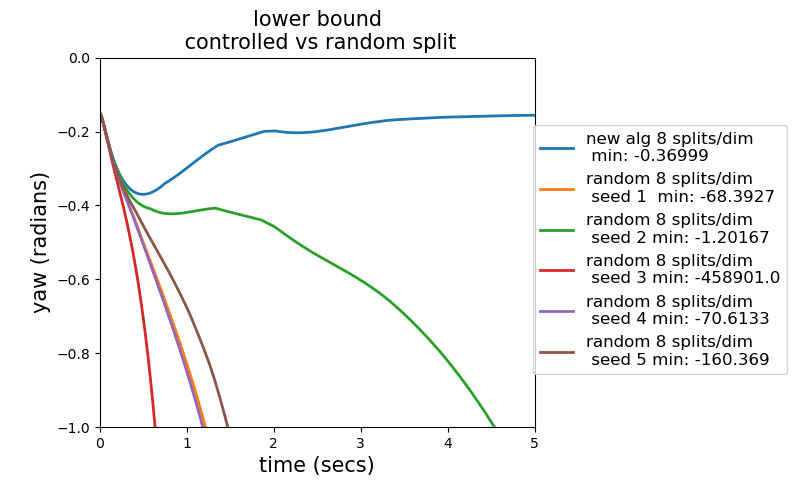 lower bound
controlled vs random split
0.0
−0.2
−0.4
−0.6
−0.8
−1.0
yaw (radians)
0 1 2 3 4 5
time (secs)
new alg 8 splits/dim
min: -0.36999
random 8 splits/dim
seed 1  min: -68.3927
random 8 splits/dim
seed 2 min: -1.20167
random 8 splits/dim
seed 3 min: -458901.0
random 8 splits/dim
seed 4 min: -70.6133
random 8 splits/dim
seed 5 min: -160.369